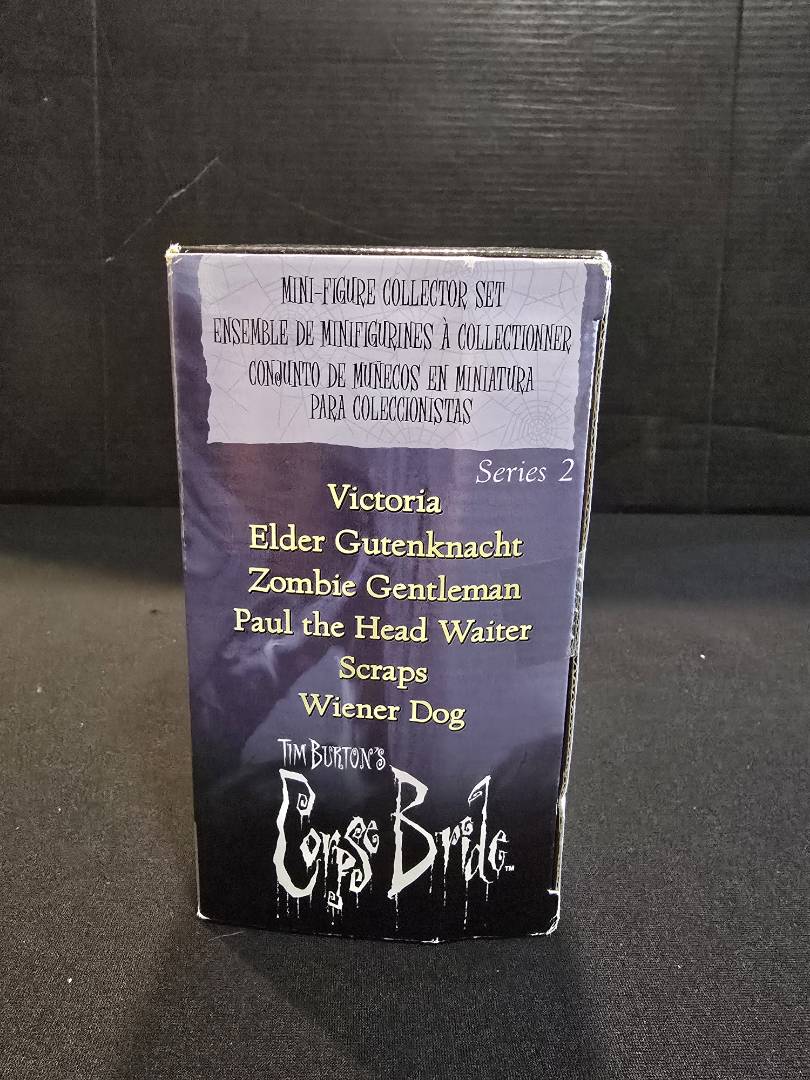 MINI-FIGURE COLLECTOR SET
ENSEMBLE DE MINIFIGURINES À COLLECTIONNER
CONJUNTO DE MUÑECOS EN MINIATURA
PARA COLECCIONISTAS
Series 2
Victoria
Elder Gutenknacht
Zombie Gentleman
Paul the Head Waiter
Scraps
Wiener Dog
TIM BURTON'S
Corpse Bride™